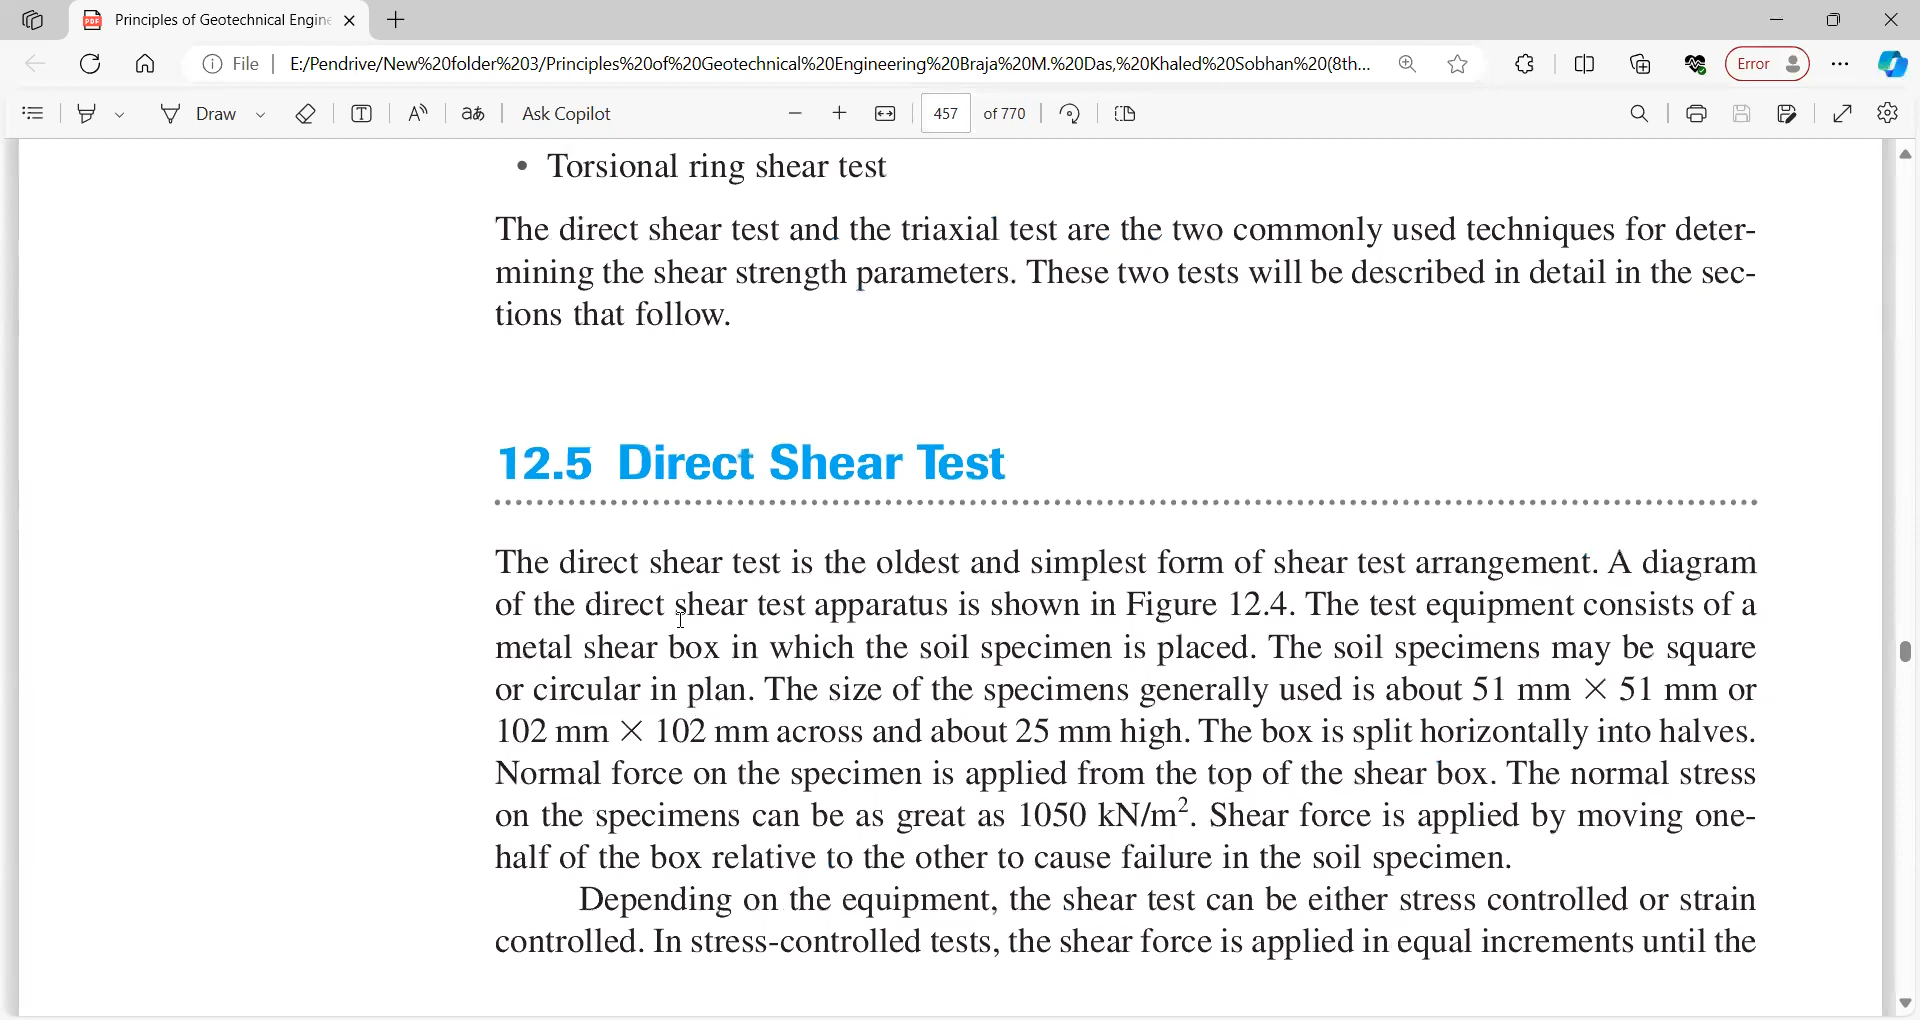 Principles of Geotechnical Engine
File
E:/Pendrive/New%20folder%203/Principles%20of%20Geotechnical%20Engineering%20Braja%20M.%20Das,%20Khaled%20Sobhan%20(8th...
Error
Draw
aあ
Ask Copilot
457 of 770
• Torsional ring shear test
The direct shear test and the triaxial test are the two commonly used techniques for deter-
mining the shear strength parameters. These two tests will be described in detail in the sec-
tions that follow.
12.5 Direct Shear Test
The direct shear test is the oldest and simplest form of shear test arrangement. A diagram
of the direct shear test apparatus is shown in Figure 12.4. The test equipment consists of a
metal shear box in which the soil specimen is placed. The soil specimens may be square
or circular in plan. The size of the specimens generally used is about 51 mm × 51 mm or
102 mm × 102 mm across and about 25 mm high. The box is split horizontally into halves.
Normal force on the specimen is applied from the top of the shear box. The normal stress
on the specimens can be as great as 1050 kN/m². Shear force is applied by moving one-
half of the box relative to the other to cause failure in the soil specimen.
Depending on the equipment, the shear test can be either stress controlled or strain
controlled. In stress-controlled tests, the shear force is applied in equal increments until the